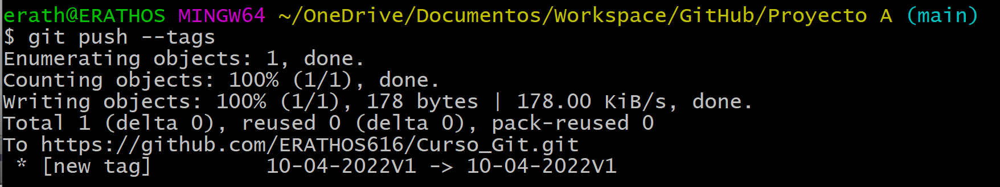 erath@ERATHOS MINGW64 ~/OneDrive/Documentos/Workspace/GitHub/Proyecto A (main)
$ git push --tags
Enumerating objects: 1, done.
Counting objects: 100% (1/1), done.
Writing objects: 100% (1/1), 178 bytes | 178.00 KiB/s, done.
Total 1 (delta 0), reused 0 (delta 0), pack-reused 0
To https://github.com/ERATHOS616/Curso_Git.git
 * [new tag]         10-04-2022V1 -> 10-04-2022V1